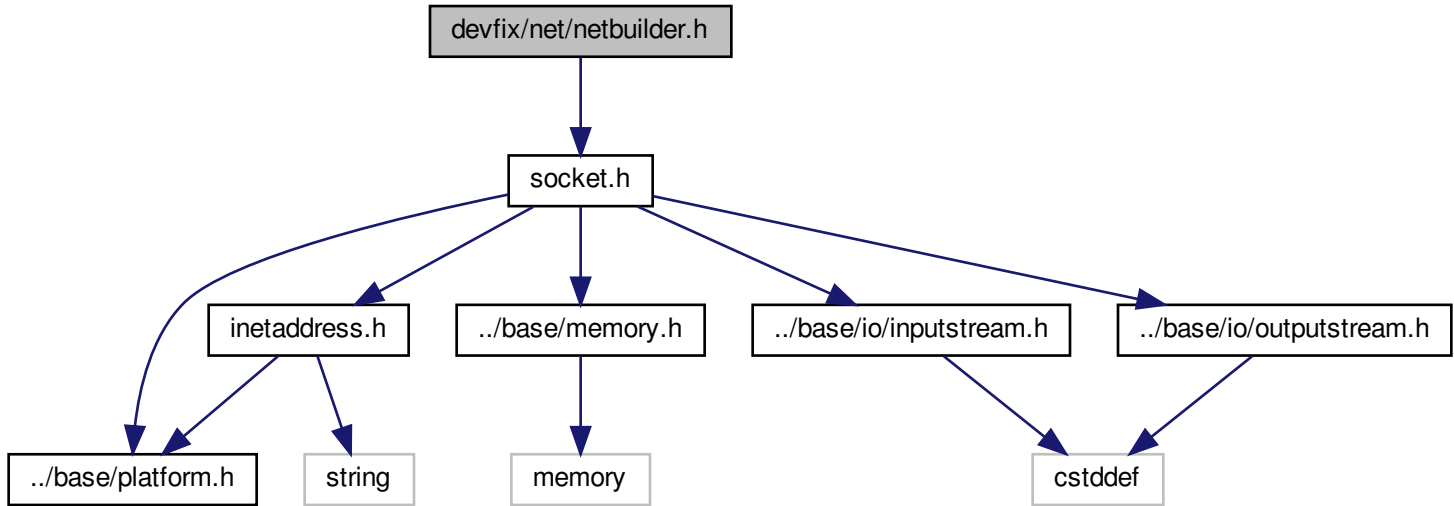 devfix/net/netbuilder.h
socket.h
inetaddress.h
../base/memory.h
../base/io/inputstream.h
../base/io/outputstream.h
../base/platform.h
string
memory
cstddef